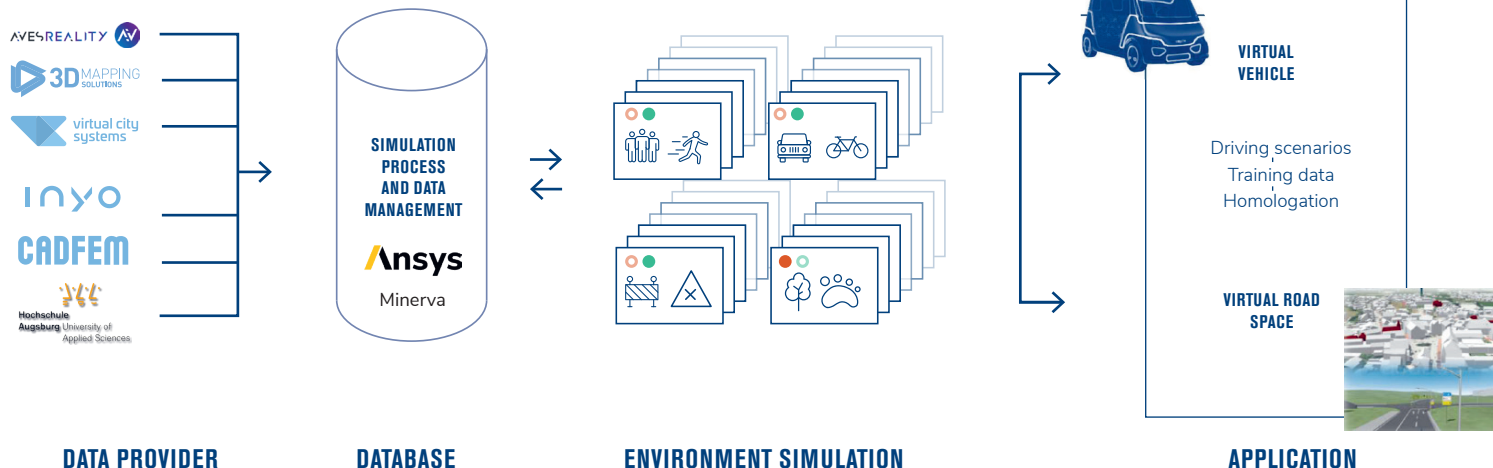 AVESREALITY AV
3D MAPPING
SOLUTIONS
virtual city
systems
INYO
CADFEM
Hochschule
Augsburg University of
Applied Sciences
SIMULATION
PROCESS
AND DATA
MANAGEMENT
Ansys
Minerva
VIRTUAL
VEHICLE
Driving scenarios
Training data
Homologation
VIRTUAL ROAD
SPACE
DATA PROVIDER
DATABASE
ENVIRONMENT SIMULATION
APPLICATION